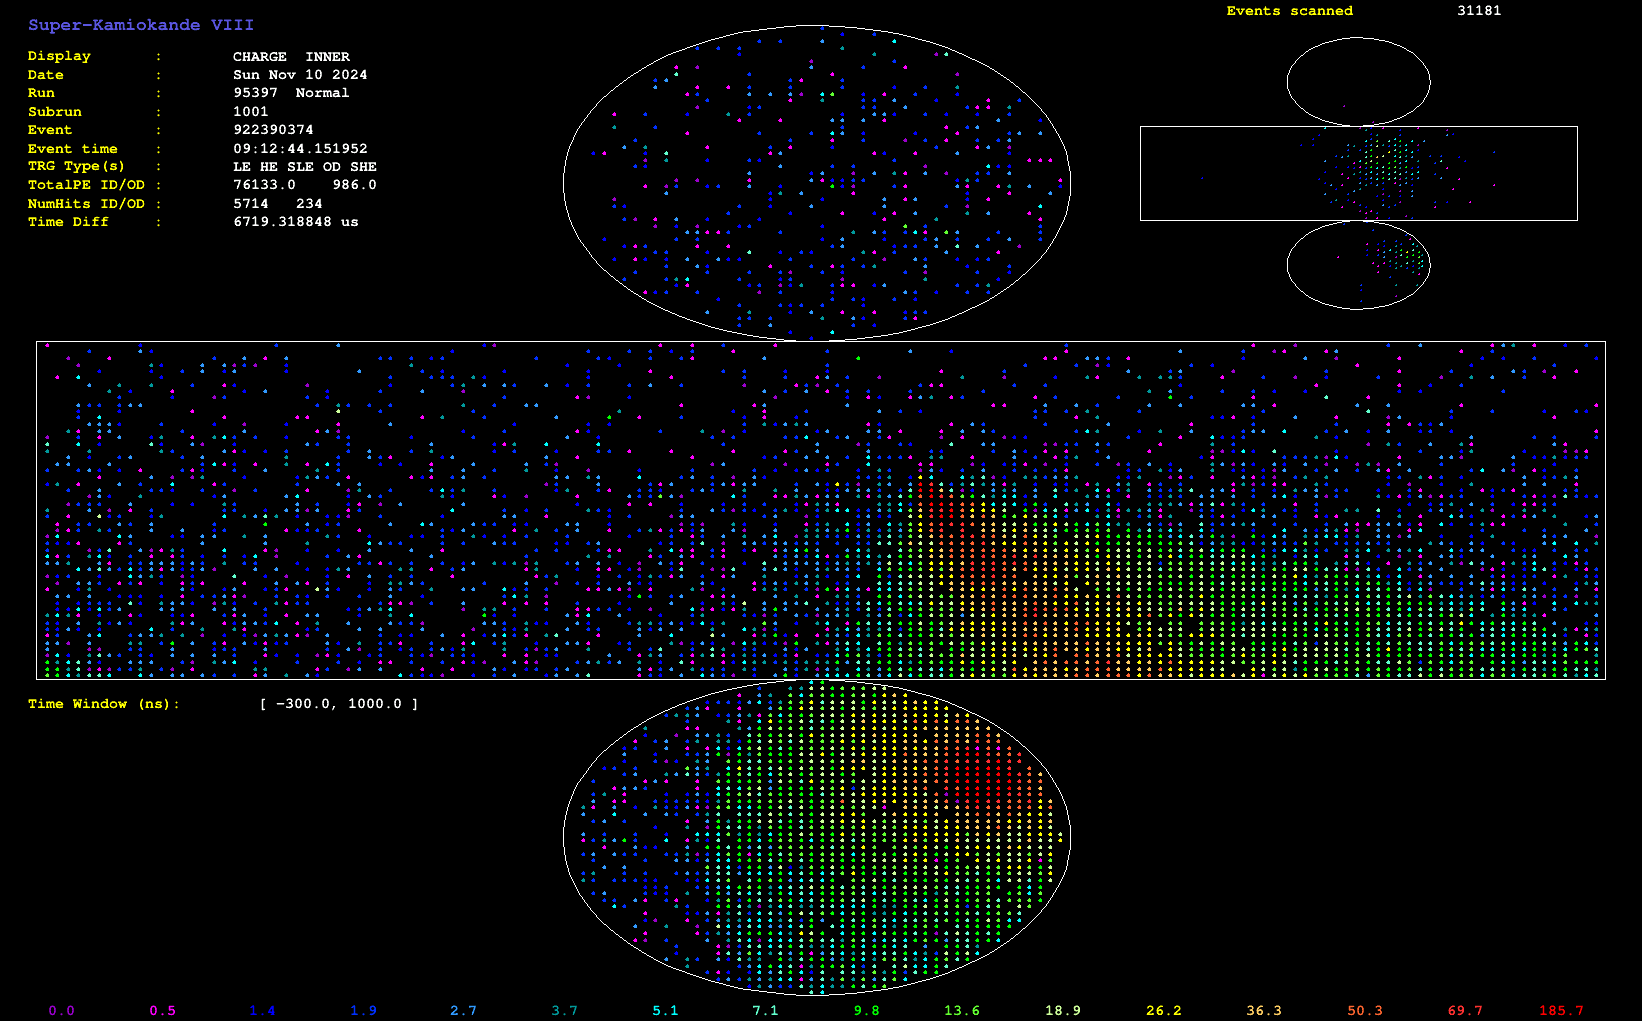 Super-Kamiokande VIII
Events scanned 31181
Display : CHARGE INNER
Date : Sun Nov 10 2024
Run : 95397 Normal
Subrun : 1001
Event : 922390374
Event time : 09:12:44.151952
TRG Type(s) : LE HE SLE OD SHE
TotalPE ID/OD : 76133.0 986.0
NumHits ID/OD : 5714 234
Time Diff : 6719.318848 us
Time Window (ns): [ -300.0, 1000.0 ]
0.0 0.5 1.4 1.9 2.7 3.7 5.1 7.1 9.8 13.6 18.9 26.2 36.3 50.3 69.7 185.7